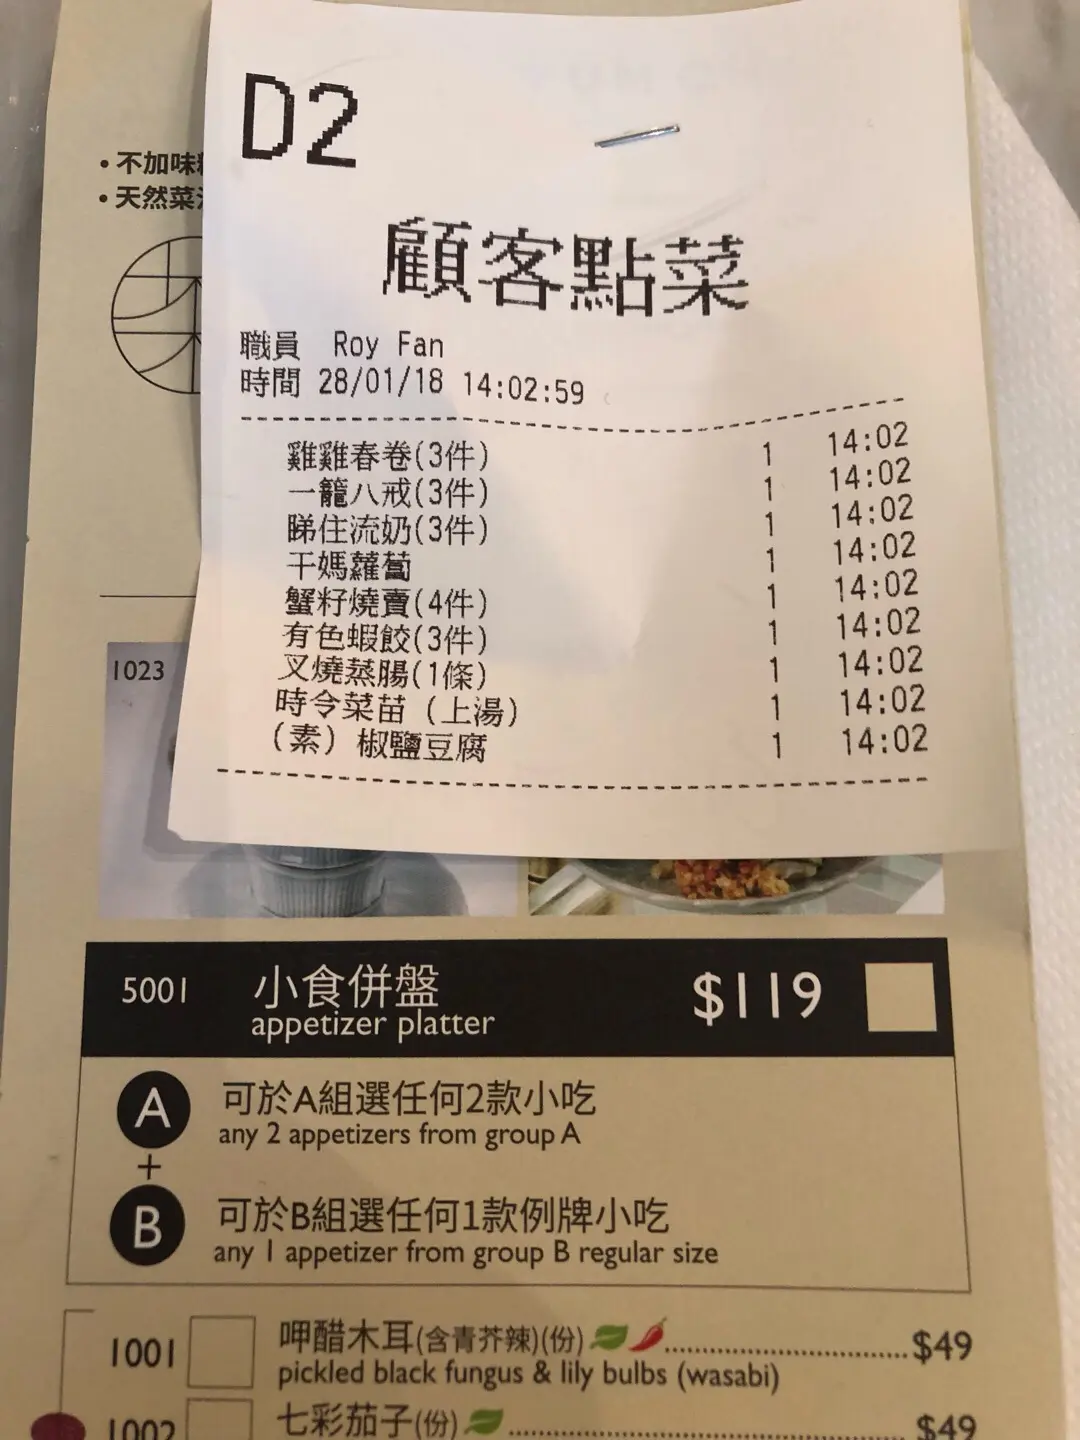 D2
• 不加味
• 天然菜
顧客點菜
職員 Roy Fan
時間 28/01/18 14:02:59
雞雞春卷(3件) 1 14:02
一籠八戒(3件) 1 14:02
睇住流奶(3件) 1 14:02
干媽蘿蔔 1 14:02
蟹籽燒賣(4件) 1 14:02
有色蝦餃(3件) 1 14:02
叉燒蒸腸(1條) 1 14:02
時令菜苗 (上湯) 1 14:02
(素) 椒鹽豆腐 1 14:02
1023
5001 小食併盤 $119
appetizer platter
A 可於A組選任何2款小吃
any 2 appetizers from group A
+
B 可於B組選任何1款例牌小吃
any 1 appetizer from group B regular size
1001 呷醋木耳(含青芥辣)(份) $49
pickled black fungus & lily bulbs (wasabi)
1002 七彩茄子(份) $49